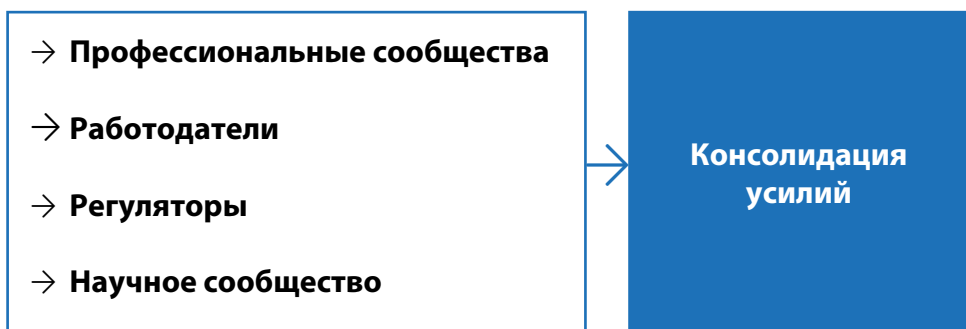 → Профессиональные сообщества
→ Работодатели
→ Регуляторы
→ Научное сообщество
Консолидация
усилий